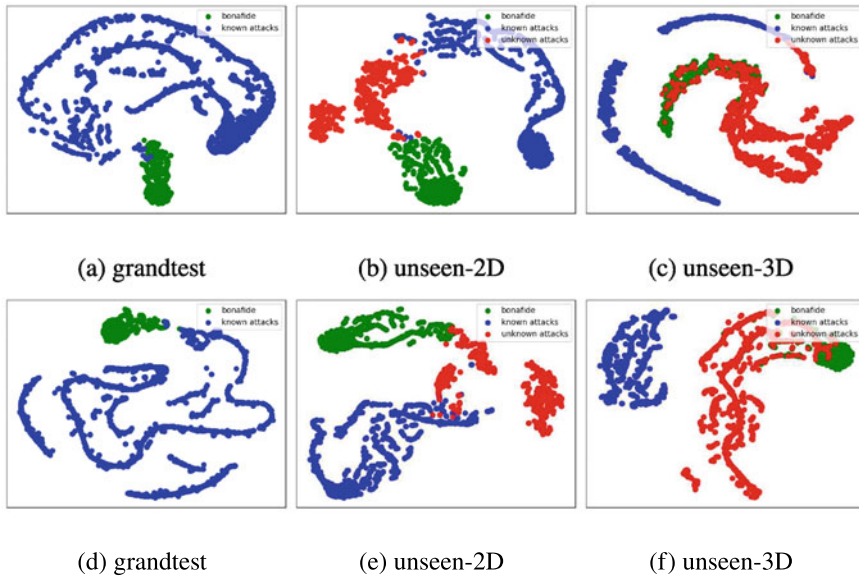 bonafide
known attacks
bonafide
known attacks
unknown attacks
bonafide
known attacks
unknown attacks
(a) grandtest
(b) unseen-2D
(c) unseen-3D
bonafide
known attacks
bonafide
known attacks
unknown attacks
bonafide
known attacks
unknown attacks
(d) grandtest
(e) unseen-2D
(f) unseen-3D